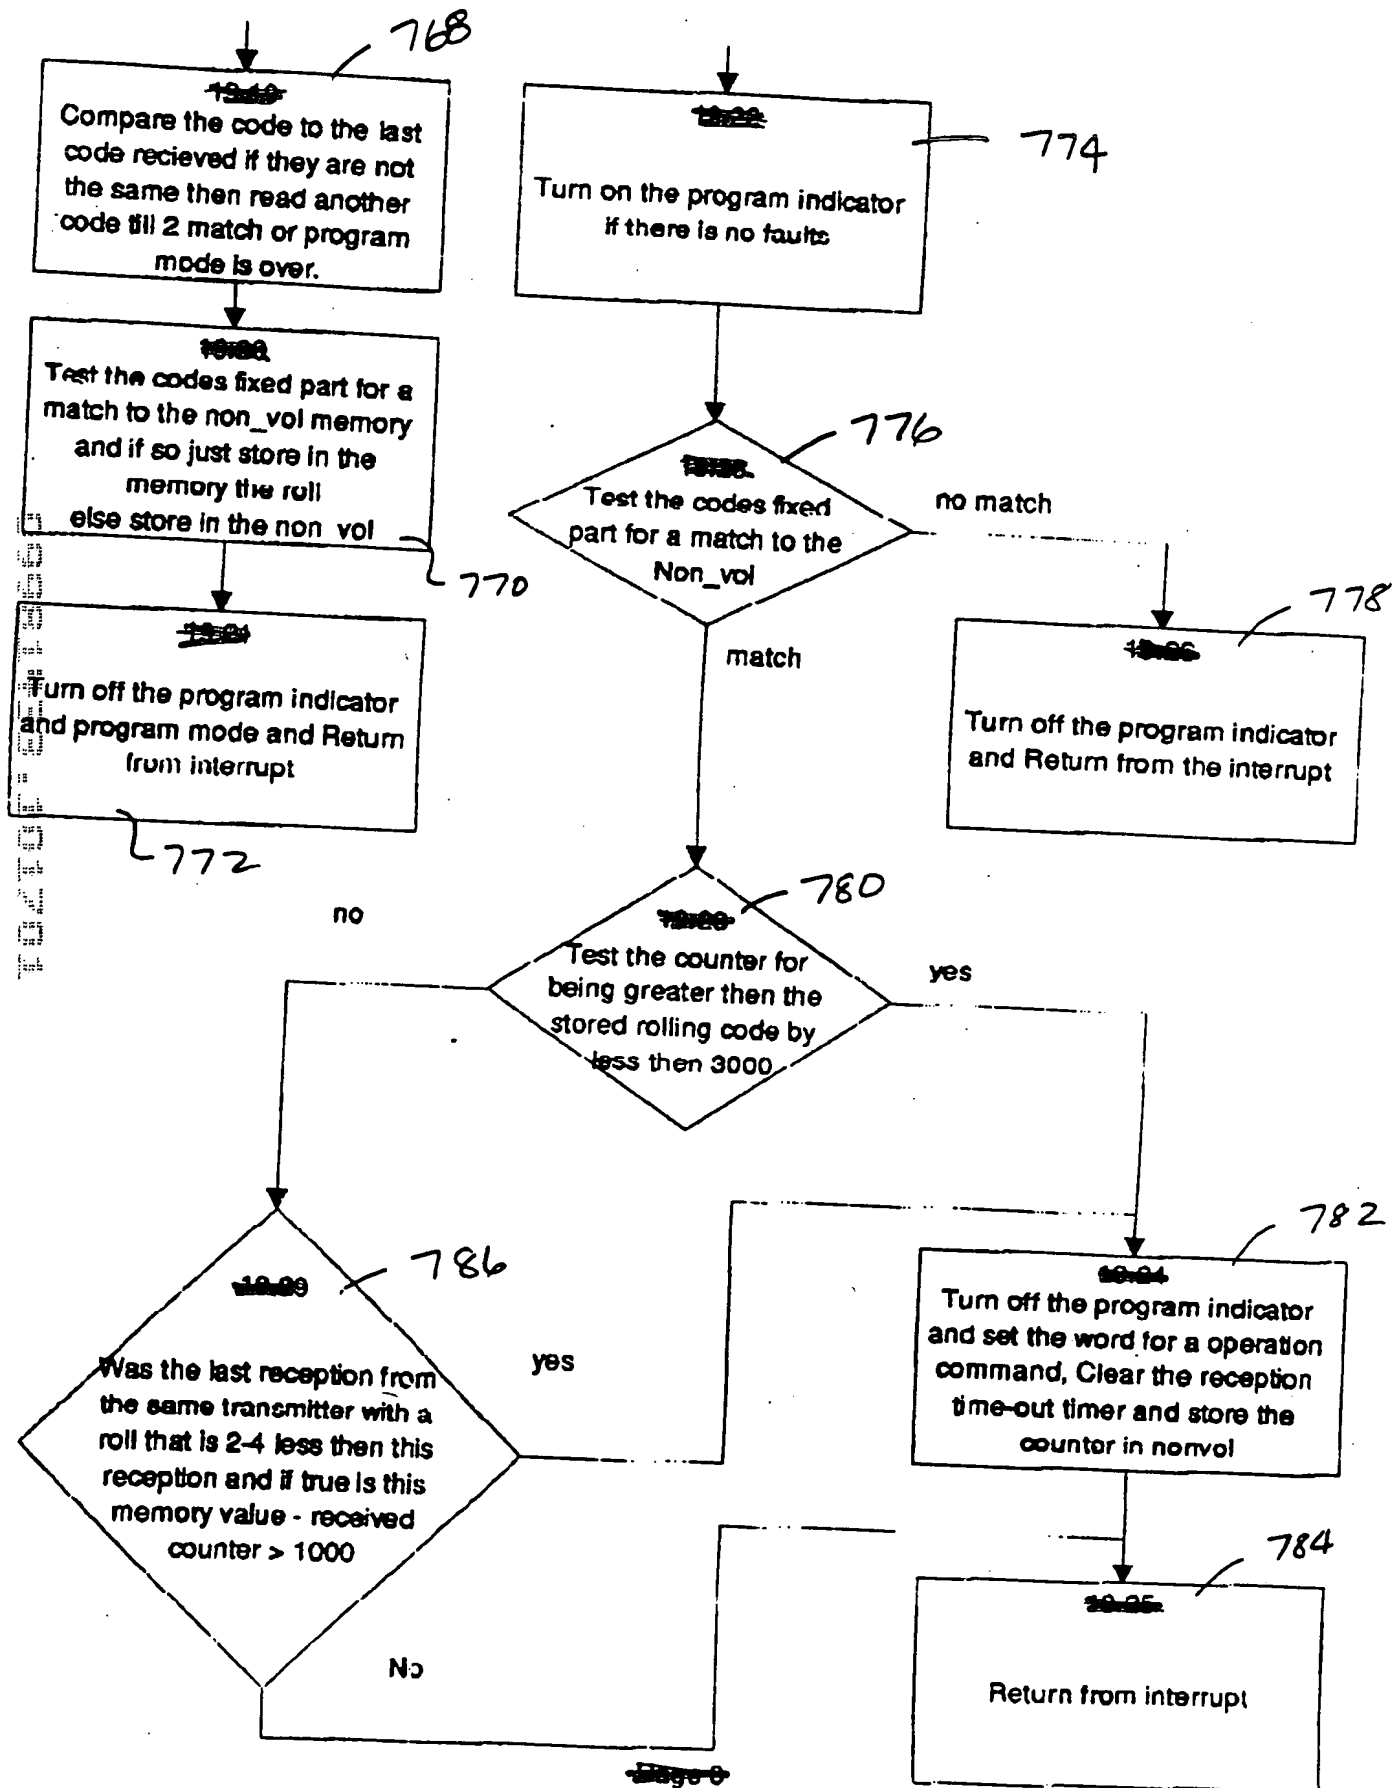 768
Compare the code to the last
code recieved if they are not
the same then read another
code till 2 match or program
mode is over.
Test the codes fixed part for a
match to the non_vol memory
and if so just store in the
memory the roll
else store in the non vol
770
Turn off the program indicator
and program mode and Return
from interrupt
772
774
Turn on the program indicator
if there is no faults
776
Test the codes fixed
part for a match to the
Non_vol
no match
match
778
Turn off the program indicator
and Return from the interrupt
780
Test the counter for
being greater then the
stored rolling code by
less then 3000
no
yes
786
Was the last reception from
the same transmitter with a
roll that is 2-4 less then this
reception and if true is this
memory value - received
counter > 1000
yes
No
782
Turn off the program indicator
and set the word for a operation
command, Clear the reception
time-out timer and store the
counter in nonvol
784
Return from interrupt